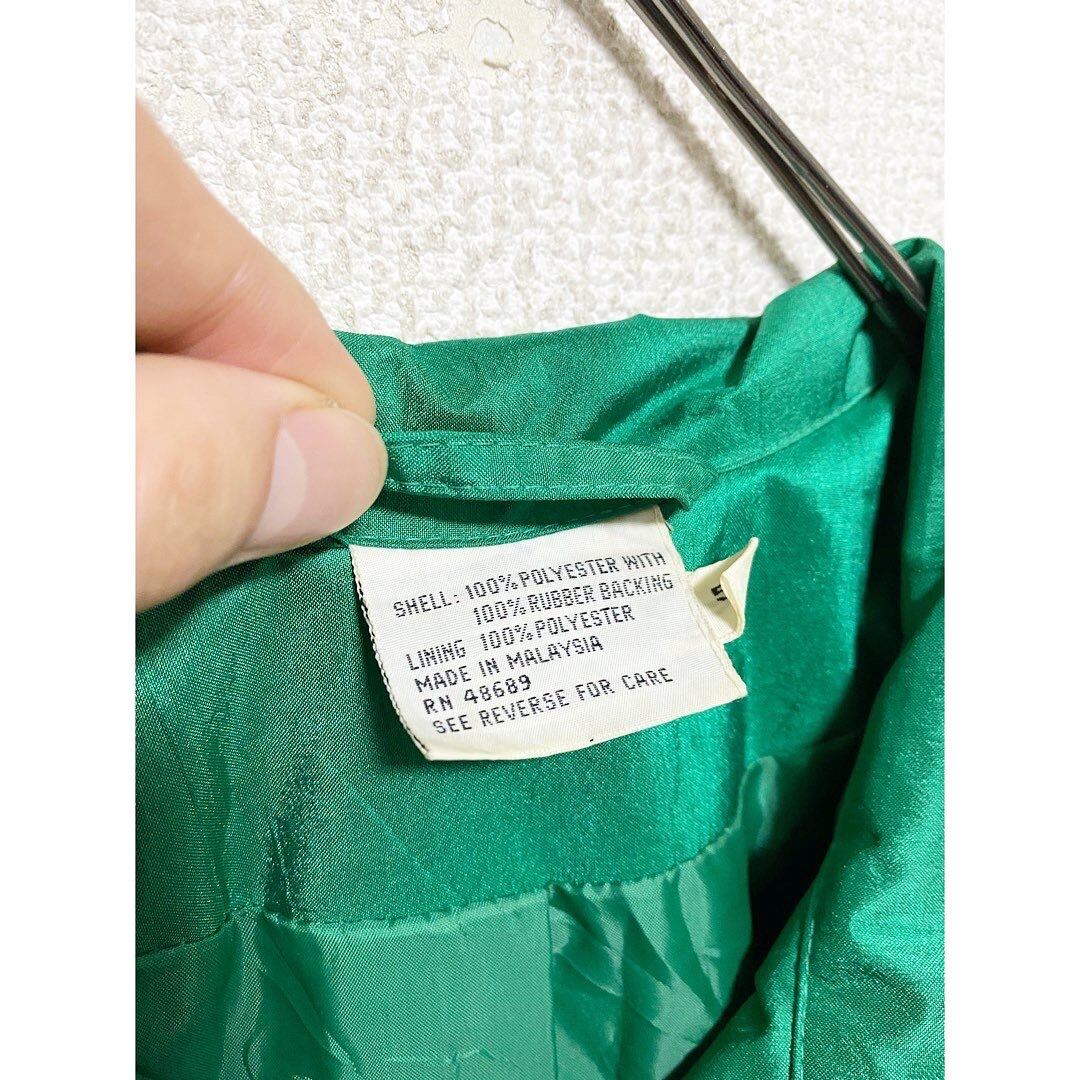 SHELL: 100% POLYESTER WITH
100% RUBBER BACKING
LINING 100% POLYESTER
MADE IN MALAYSIA
RN 48689
SEE REVERSE FOR CARE